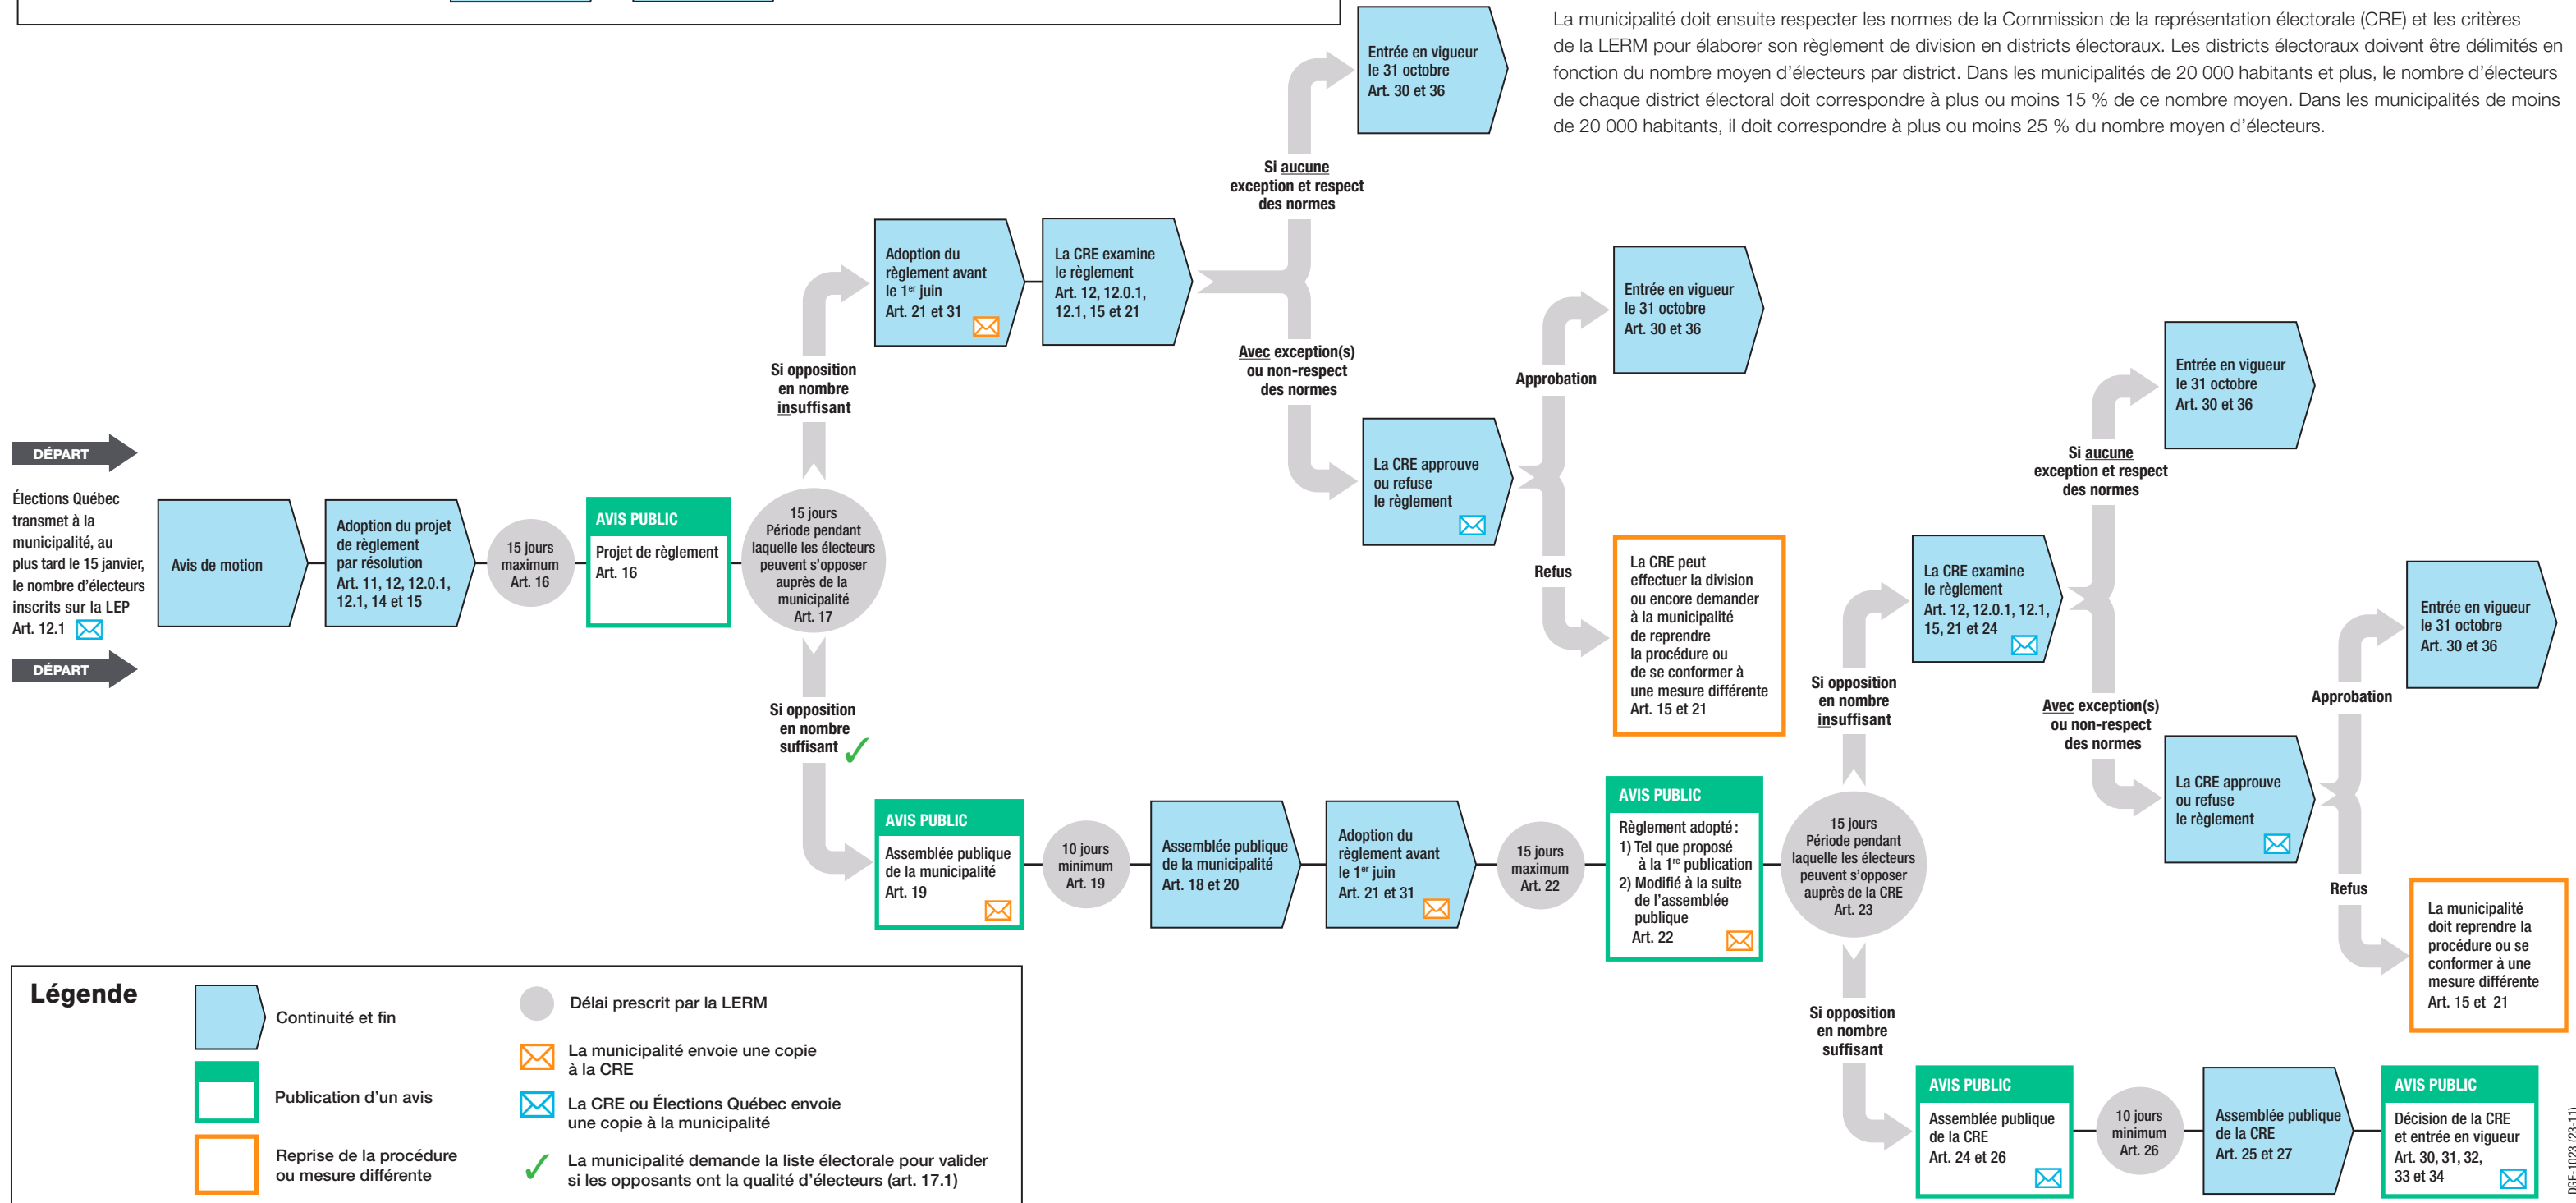 La municipalité doit ensuite respecter les normes de la Commission de la représentation électorale (CRE) et les critères
de la LERM pour élaborer son règlement de division en districts électoraux. Les districts électoraux doivent être délimités en
fonction du nombre moyen d’électeurs par district. Dans les municipalités de 20 000 habitants et plus, le nombre d’électeurs
de chaque district électoral doit correspondre à plus ou moins 15 % de ce nombre moyen. Dans les municipalités de moins
de 20 000 habitants, il doit correspondre à plus ou moins 25 % du nombre moyen d’électeurs.
DÉPART
Élections Québec
transmet à la
municipalité, au
plus tard le 15 janvier,
le nombre d’électeurs
inscrits sur la LEP
Art. 12.1
DÉPART
Avis de motion
Adoption du projet
de règlement
par résolution
Art. 11, 12, 12.0.1,
12.1, 14 et 15
15 jours
maximum
Art. 16
AVIS PUBLIC
Projet de règlement
Art. 16
15 jours
Période pendant
laquelle les électeurs
peuvent s’opposer
auprès de la
municipalité
Art. 17
Si opposition
en nombre
insuffisant
Adoption du
règlement avant
le 1er juin
Art. 21 et 31
La CRE examine
le règlement
Art. 12, 12.0.1,
12.1, 15 et 21
Si aucune
exception et respect
des normes
Entrée en vigueur
le 31 octobre
Art. 30 et 36
Avec exception(s)
ou non-respect
des normes
La CRE approuve
ou refuse
le règlement
Approbation
Entrée en vigueur
le 31 octobre
Art. 30 et 36
Refus
La CRE peut
effectuer la division
ou encore demander
à la municipalité
de reprendre
la procédure ou
de se conformer à
une mesure différente
Art. 15 et 21
Si opposition
en nombre
suffisant
AVIS PUBLIC
Assemblée publique
de la municipalité
Art. 19
10 jours
minimum
Art. 19
Assemblée publique
de la municipalité
Art. 18 et 20
Adoption du
règlement avant
le 1er juin
Art. 21 et 31
15 jours
maximum
Art. 22
AVIS PUBLIC
Règlement adopté :
1) Tel que proposé
à la 1re publication
2) Modifié à la suite
de l’assemblée
publique
Art. 22
15 jours
Période pendant
laquelle les électeurs
peuvent s’opposer
auprès de la CRE
Art. 23
Si opposition
en nombre
insuffisant
La CRE examine
le règlement
Art. 12, 12.0.1, 12.1,
15, 21 et 24
Si aucune
exception et respect
des normes
Entrée en vigueur
le 31 octobre
Art. 30 et 36
Avec exception(s)
ou non-respect
des normes
La CRE approuve
ou refuse
le règlement
Approbation
Entrée en vigueur
le 31 octobre
Art. 30 et 36
Refus
La municipalité
doit reprendre la
procédure ou se
conformer à une
mesure différente
Art. 15 et 21
Si opposition
en nombre
suffisant
AVIS PUBLIC
Assemblée publique
de la CRE
Art. 24 et 26
10 jours
minimum
Art. 26
Assemblée publique
de la CRE
Art. 25 et 27
AVIS PUBLIC
Décision de la CRE
et entrée en vigueur
Art. 30, 31, 32,
33 et 34
Légende
Continuité et fin
Publication d’un avis
Reprise de la procédure
ou mesure différente
Délai prescrit par la LERM
La municipalité envoie une copie
à la CRE
La CRE ou Élections Québec envoie
une copie à la municipalité
La municipalité demande la liste électorale pour valider
si les opposants ont la qualité d’électeurs (art. 17.1)
DGE-1023 (23-11)